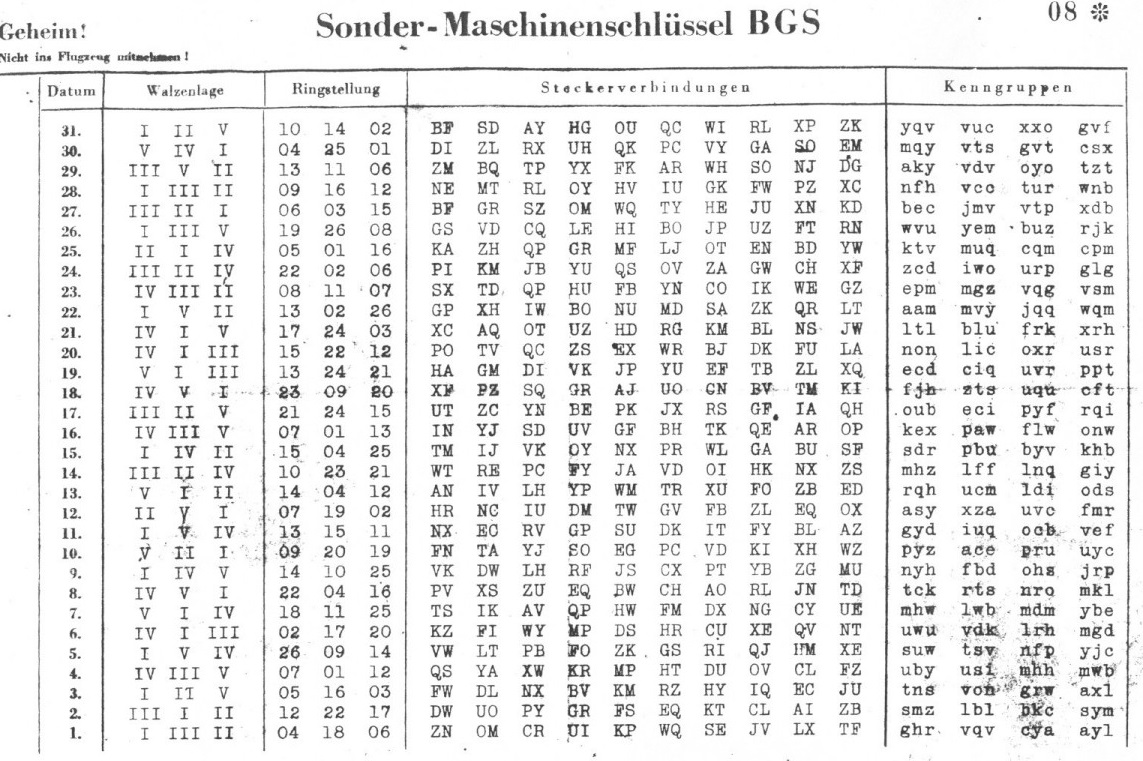 Geheim!
Sonder-Maschinenschlüssel BGS
08 *
Nicht ins Flugzeug mitnehmen!
Datum Walzenlage Ringstellung Steckerverbindungen Kenngruppen
31. I II V 10 14 02 BF SD AY HG OU QC WI RL XP ZK yqv vuc xxo gvf
30. V IV I 04 25 01 DI ZL RX UH QK PC VY GA SO EM mqy vts gvt csx
29. III V II 13 11 06 ZM BQ TP YX FK AR WH SO NJ DG aky vdv oyo tzt
28. I III II 09 16 12 NE MT RL OY HV IU GK FW PZ XC nfh vcc tur wnb
27. III II I 06 03 15 BF GR SZ OM WQ TY HE JU XN KD bec jmv vtp xdb
26. I III V 19 26 08 GS VD CQ LE HI BO JP UZ FT RN wvu yem buz rjk
25. II I IV 05 01 16 KA ZH QP GR MF LJ OT EN BD YW ktv muq cqm cpm
24. III II IV 22 02 06 PI KM JB YU QS OV ZA GW CH XF zcd iwo urp glg
23. IV III II 08 11 07 SX TD QP HU FB YN CO IK WE GZ epm mgz vqg vsm
22. I V II 13 02 26 GP XH IW BO NU MD SA ZK QR LT aam mvy jqq wqm
21. IV I V 17 24 03 XC AQ OT UZ HD RG KM BL NS JW ltl blu frk xrh
20. IV I III 15 22 12 PO TV QC ZS EX WR BJ DK FU LA non lic oxr usr
19. V I III 13 24 21 HA GM DI VK JP YU EF TB ZL XQ ecd ciq uvr ppt
18. IV V I 23 09 20 XF PZ SQ GR AJ UO CN BV TM KI fjh zts uqu cft
17. III II V 21 24 15 UT ZC YN BE PK JX RS GF IA QH oub eci pyf rqi
16. IV III V 07 01 13 IN YJ SD UV GF BH TK QE AR OP kex paw flw onw
15. I IV II 15 04 25 TM IJ VK OY NX PR WL GA BU SF sdr pbu byv khb
14. III II IV 10 23 21 WT RE PC FY JA VD OI HK NX ZS mhz lff lnq giy
13. V I II 14 04 12 AN IV LH YP WM TR XU FO ZB ED rqh ucm ldi ods
12. II V I 07 19 02 HR NC IU DM TW GV FB ZL EQ OX asy xza uvc fmr
11. I V IV 13 15 11 NX EC RV GP SU DK IT FY BL AZ gyd iuq ocb vef
10. V II I 09 20 19 FN TA YJ SO EG PC VD KI XH WZ pyz ace pru uyc
9. I IV V 14 10 25 VK DW LH RF JS CX PT YB ZG MU nyh fbd ohs jrp
8. IV V I 22 04 16 PV XS ZU EQ BW CH AO RL JN TD tck rts nro mkl
7. V I IV 18 11 25 TS IK AV QP HW FM DX NG CY UE mhw lwb mdm ybe
6. IV I III 02 17 20 KZ FI WY MP DS HR CU XE QV NT uwu vdk lrh mgd
5. I V IV 26 09 14 VW LT PB FO ZK GS RI QJ HM XE suw tsv nfp yjc
4. IV III V 07 01 12 QS YA XW KR MP HT DU OV CL FZ uby usi mhh mwb
3. I II V 05 16 03 FW DL NX BV KM RZ HY IQ EC JU tns von grw axl
2. III I II 12 22 17 DW UO PY GR FS EQ KT CL AI ZB smz lbl bkc sym
1. I III II 04 18 06 ZN OM CR UI KP WQ SE JV LX TF ghr vqv cya ayl